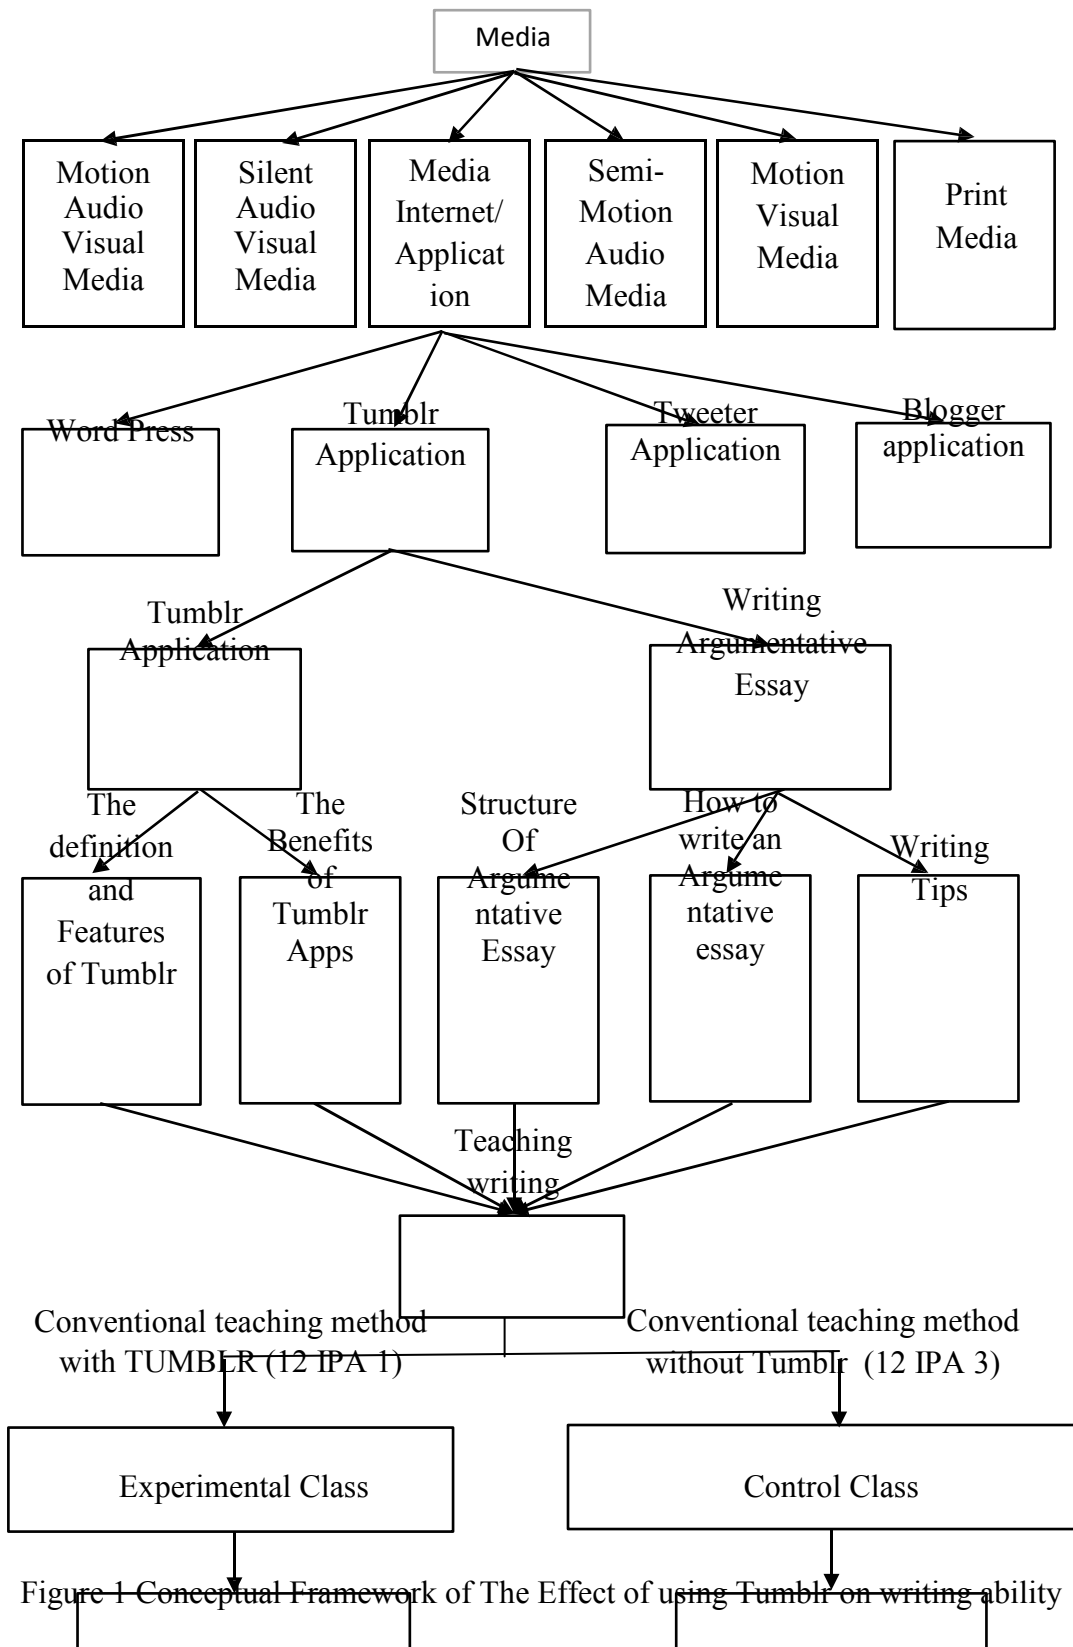 Media
Motion
Audio
Visual
Media
Silent
Audio
Visual
Media
Media
Internet/
Applicat
ion
Semi-
Motion
Audio
Media
Motion
Visual
Media
Print
Media
Word Press
Tumblr
Application
Tweeter
Application
Blogger
application
Tumblr
Application
Writing
Argumentative
Essay
The
definition
and
Features
of Tumblr
The
Benefits
of
Tumblr
Apps
Structure
Of
Argume
ntative
Essay
How to
write an
Argume
ntative
essay
Writing
Tips
Teaching
writing
Conventional teaching method
with TUMBLR (12 IPA 1)
Conventional teaching method
without Tumblr (12 IPA 3)
Experimental Class
Control Class
Figure 1 Conceptual Framework of The Effect of using Tumblr on writing ability